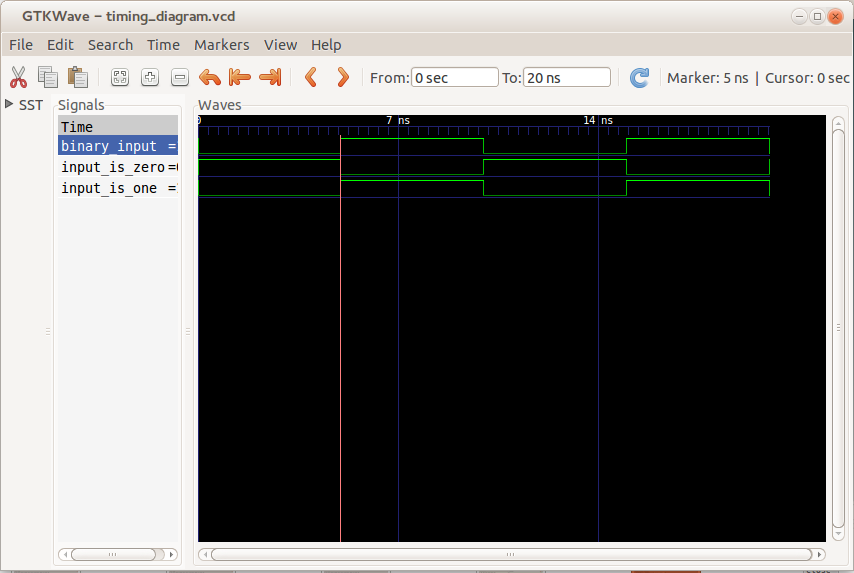 GTKWave – timing_diagram.vcd
File Edit Search Time Markers View Help
From: 0 sec To: 20 ns Marker: 5 ns | Cursor: 0 sec
SST Signals Waves
0 7 ns 14 ns
Time
binary_input =
input_is_zero =
input_is_one =